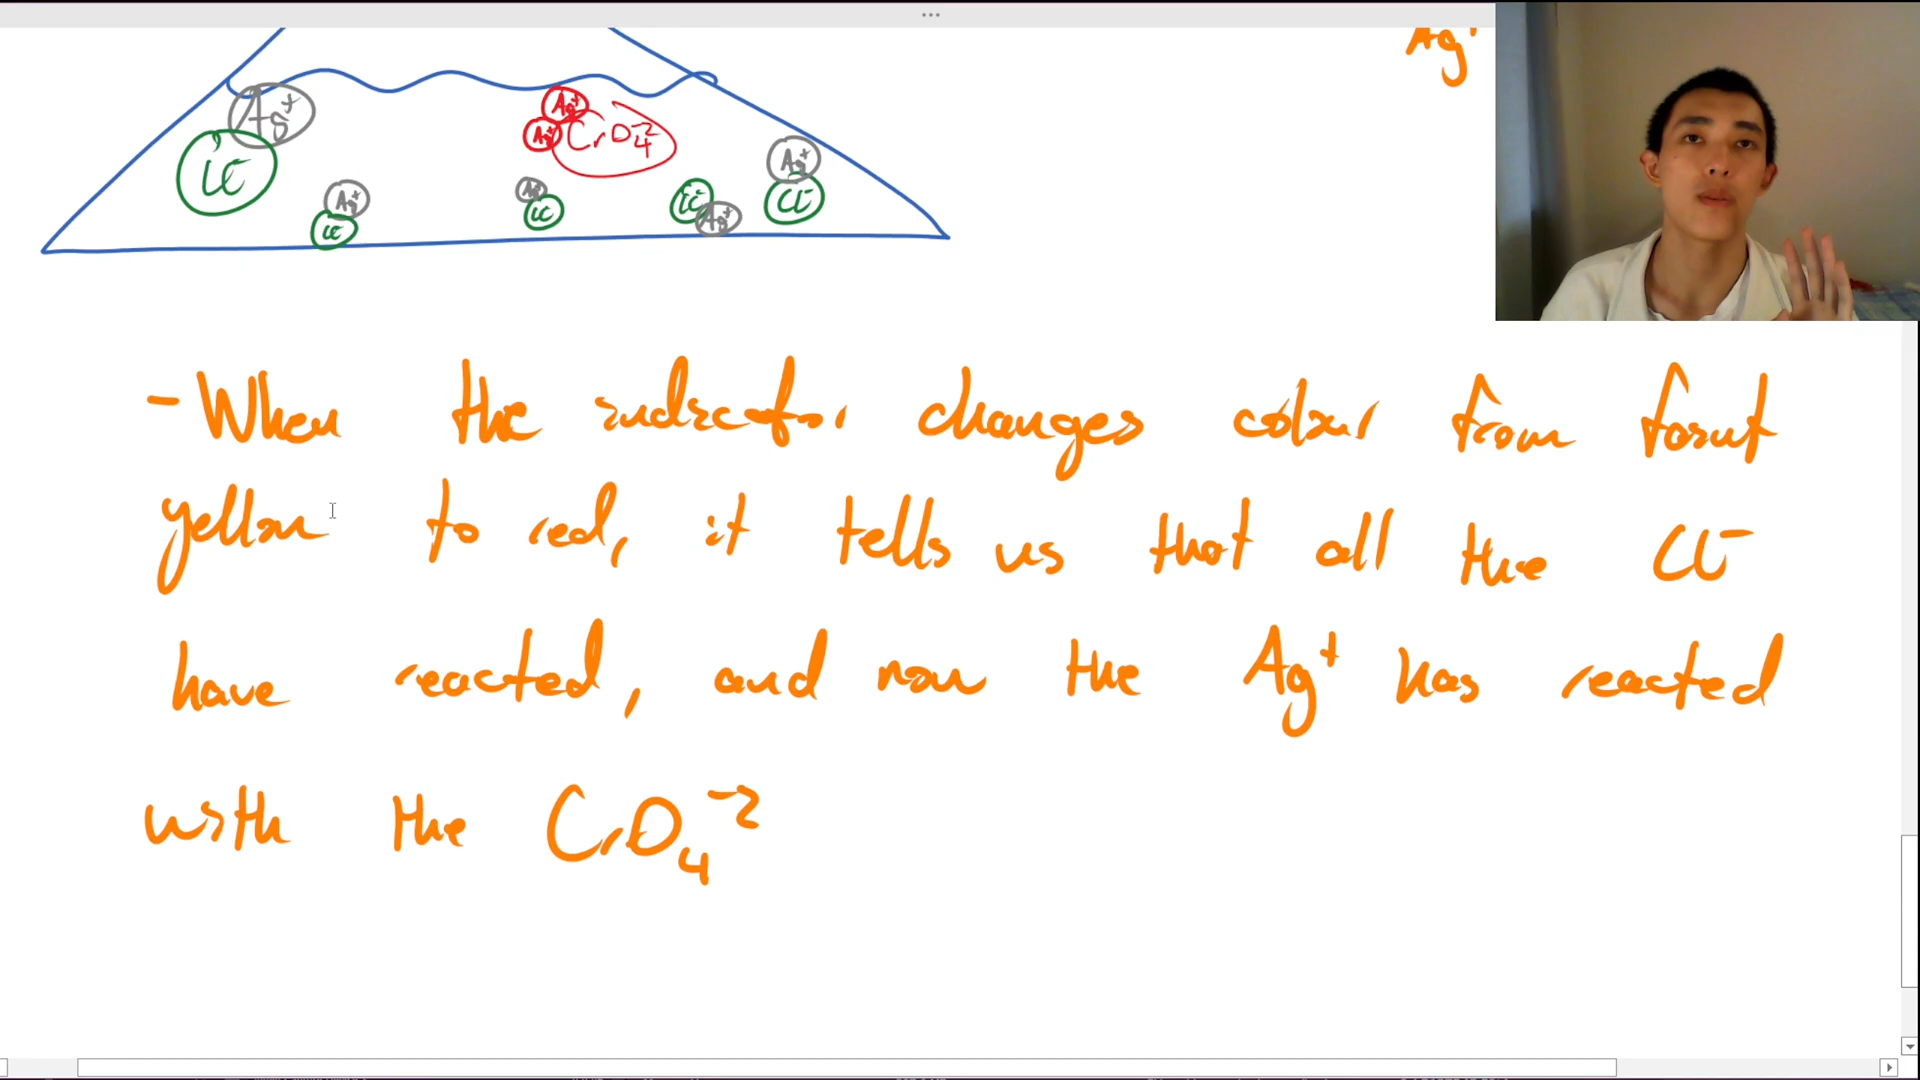 Ag+
Ag+
Ag+
Ag+ CrO4-2
Cl-
Ag+
Ag+
Ag+
Cl-
Cl-
Cl-
Cl-
Ag+
- When the indicator changes colour from faint
yellow to red, it tells us that all the Cl-
have reacted, and now the Ag+ has reacted
with the CrO4-2